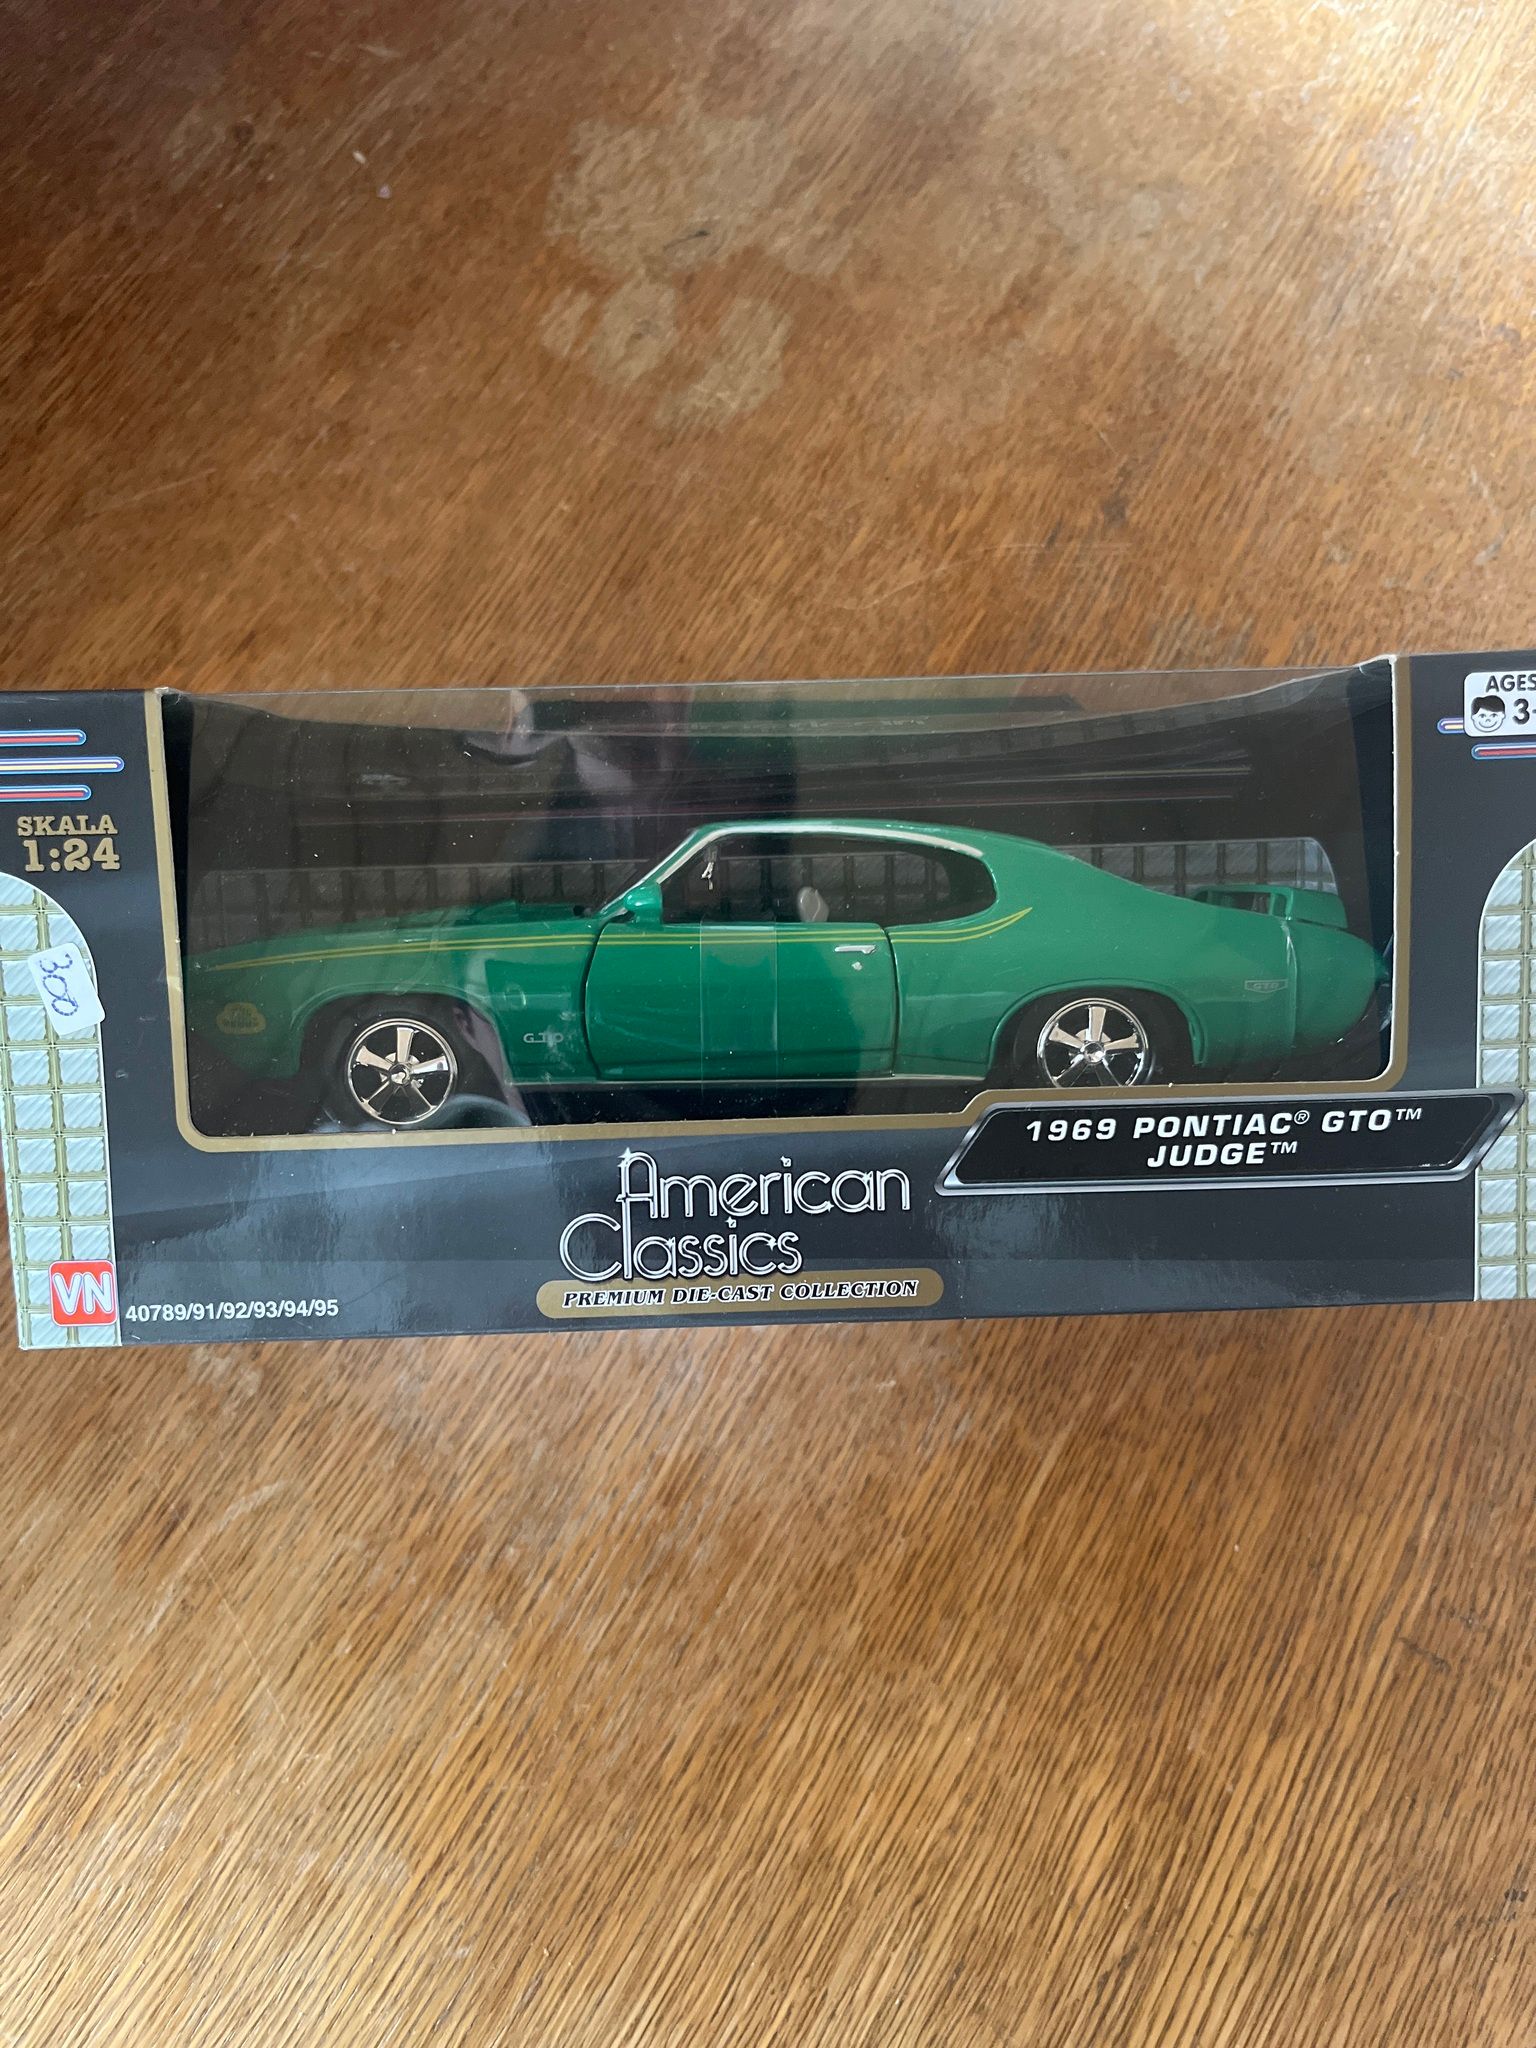 AGES
3+
SKALA
1:24
300
GTO
GTO
1969 PONTIAC® GTO™
JUDGE™
American
Classics
PREMIUM DIE-CAST COLLECTION
VN
40789/91/92/93/94/95